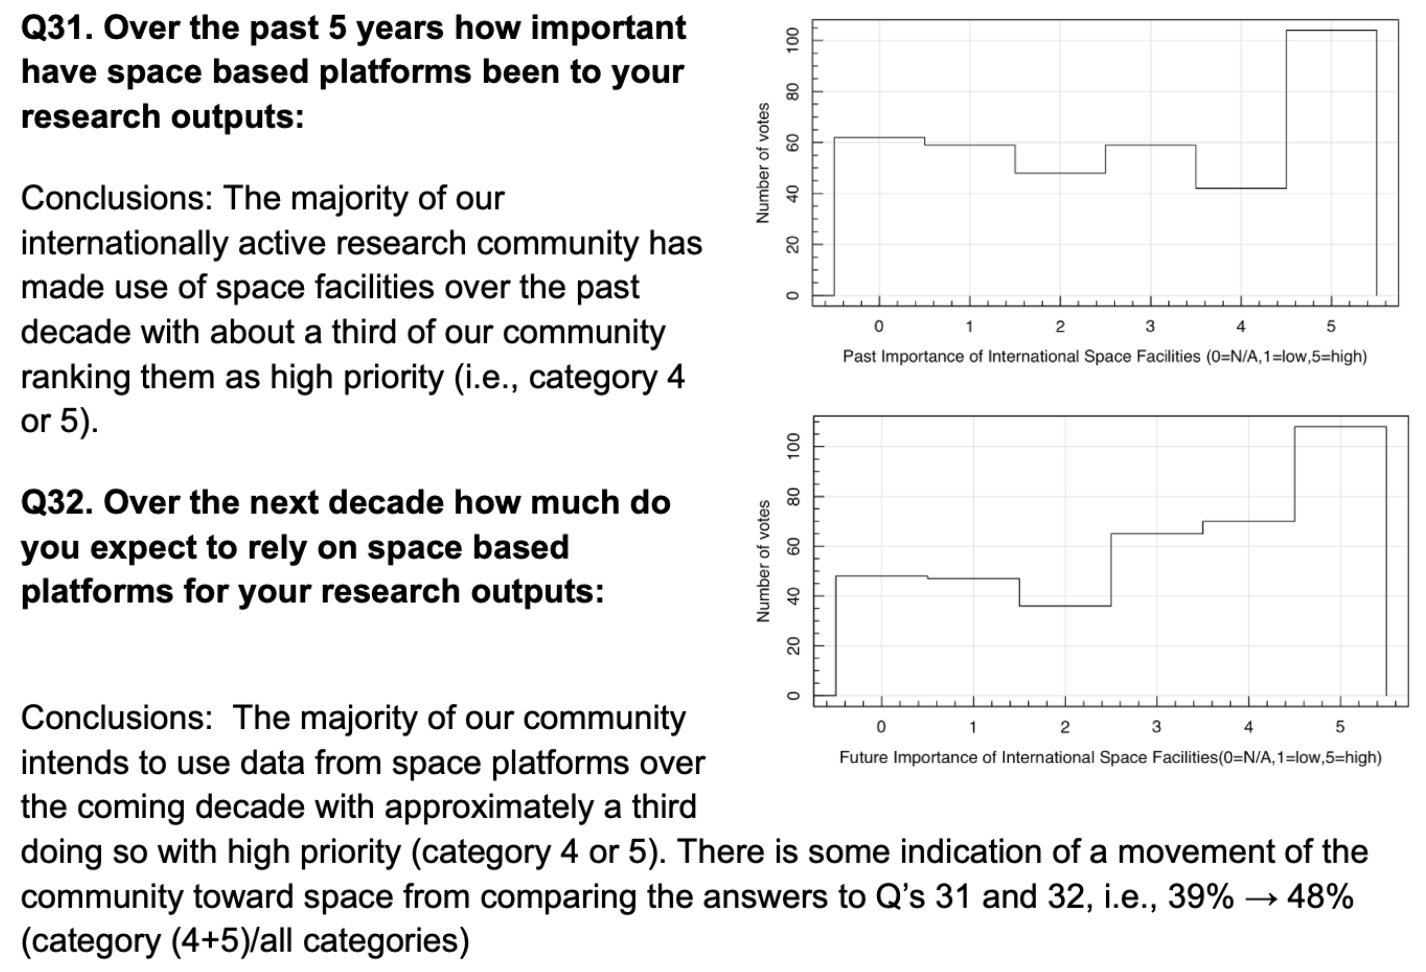 Q31. Over the past 5 years how important
have space based platforms been to your
research outputs:
Conclusions: The majority of our
internationally active research community has
made use of space facilities over the past
decade with about a third of our community
ranking them as high priority (i.e., category 4
or 5).
Number of votes
100
80
60
40
20
0
0 1 2 3 4 5
Past Importance of International Space Facilities (0=N/A,1=low,5=high)
Q32. Over the next decade how much do
you expect to rely on space based
platforms for your research outputs:
Number of votes
100
80
60
40
20
0
0 1 2 3 4 5
Future Importance of International Space Facilities(0=N/A,1=low,5=high)
Conclusions:  The majority of our community
intends to use data from space platforms over
the coming decade with approximately a third
doing so with high priority (category 4 or 5). There is some indication of a movement of the
community toward space from comparing the answers to Q’s 31 and 32, i.e., 39% → 48%
(category (4+5)/all categories)